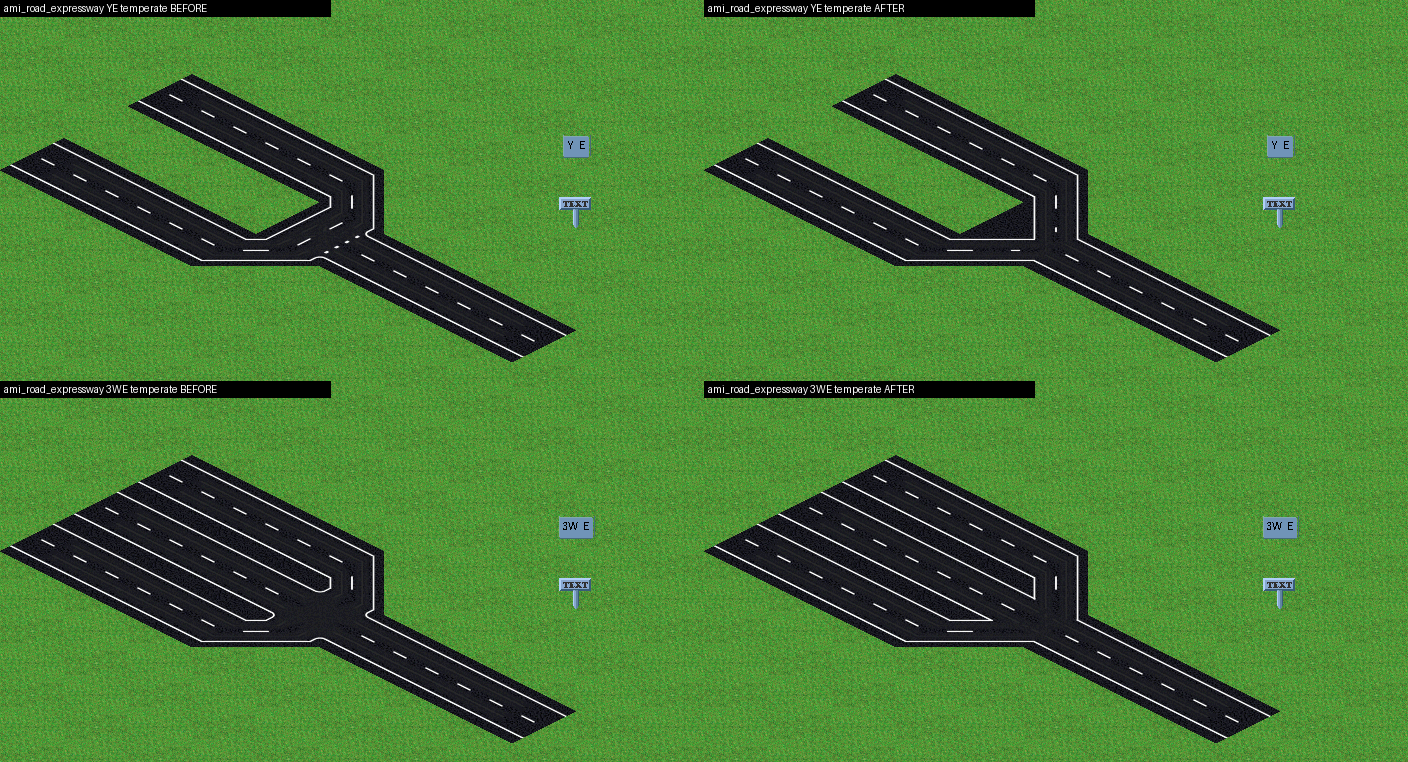 ami_road_expressway YE temperate BEFORE
ami_road_expressway YE temperate AFTER
Y E
Y E
TEXT
TEXT
ami_road_expressway 3WE temperate BEFORE
ami_road_expressway 3WE temperate AFTER
3W E
3W E
TEXT
TEXT